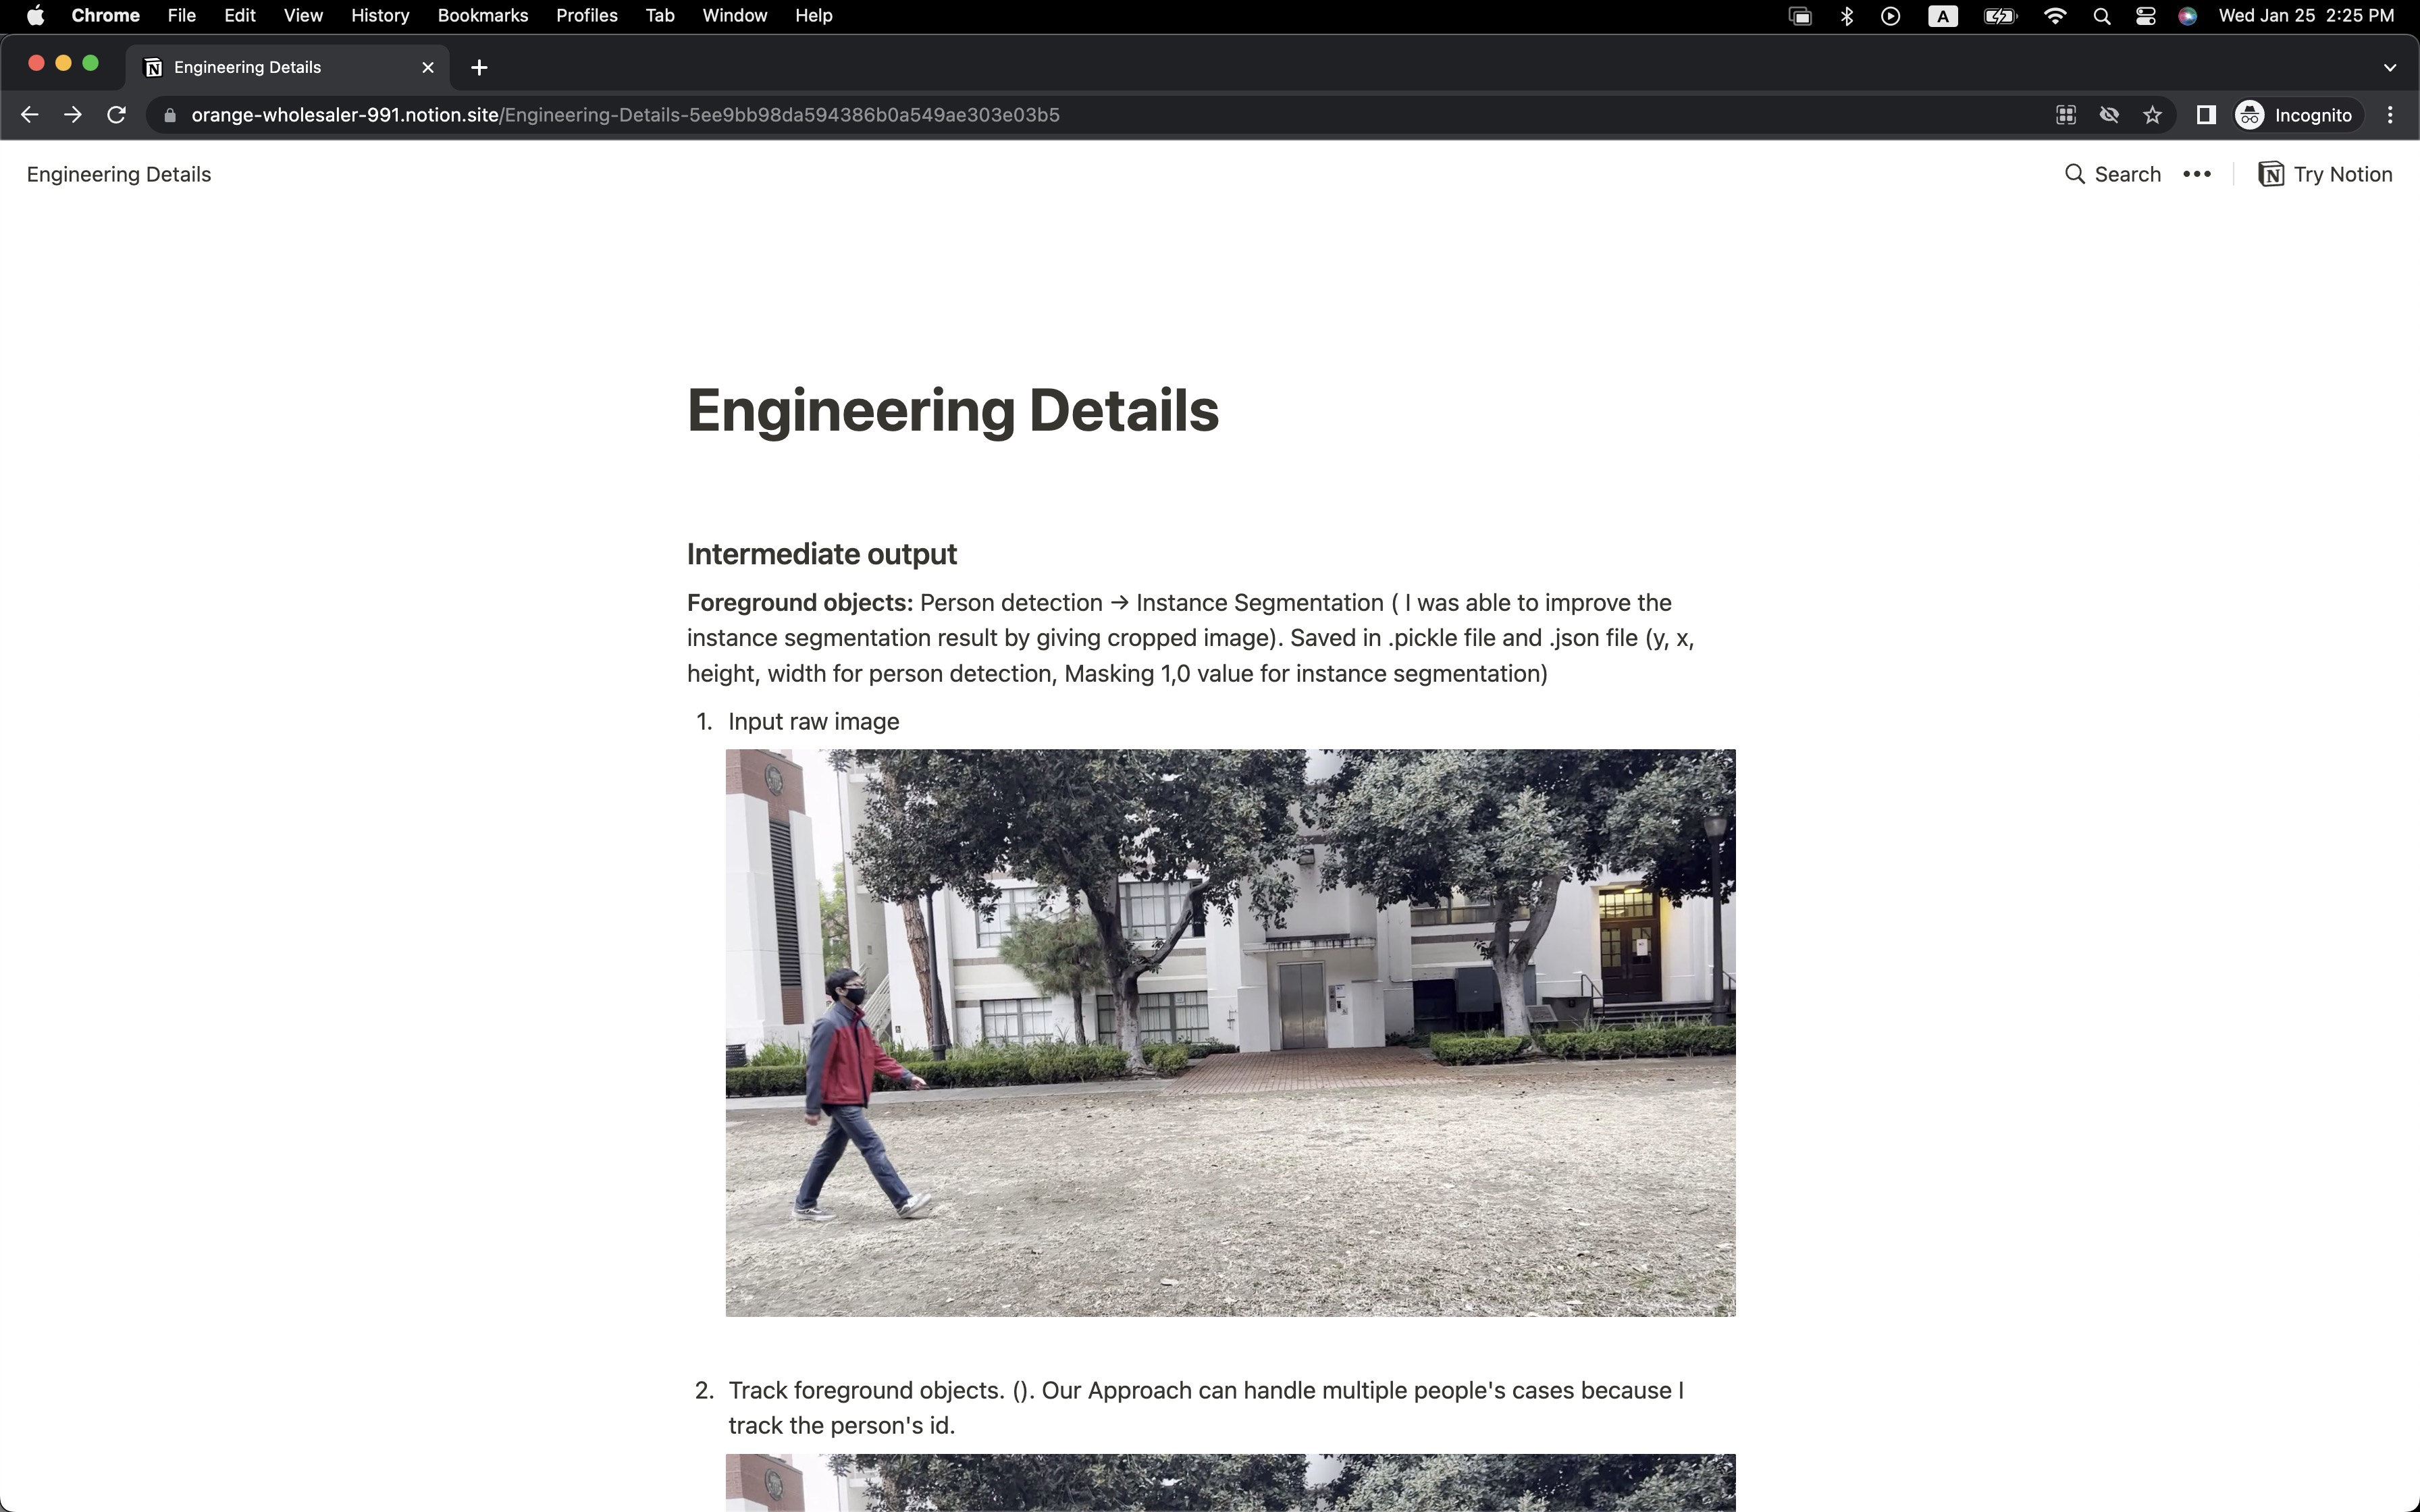 Chrome File Edit View History Bookmarks Profiles Tab Window Help A Wed Jan 25 2:25 PM
Engineering Details
orange-wholesaler-991.notion.site/Engineering-Details-5ee9bb98da594386b0a549ae303e03b5 Incognito
Engineering Details Search Try Notion
Engineering Details
Intermediate output
Foreground objects: Person detection → Instance Segmentation ( I was able to improve the
instance segmentation result by giving cropped image). Saved in .pickle file and .json file (y, x,
height, width for person detection, Masking 1,0 value for instance segmentation)
1. Input raw image
2. Track foreground objects. (). Our Approach can handle multiple people's cases because I
track the person's id.